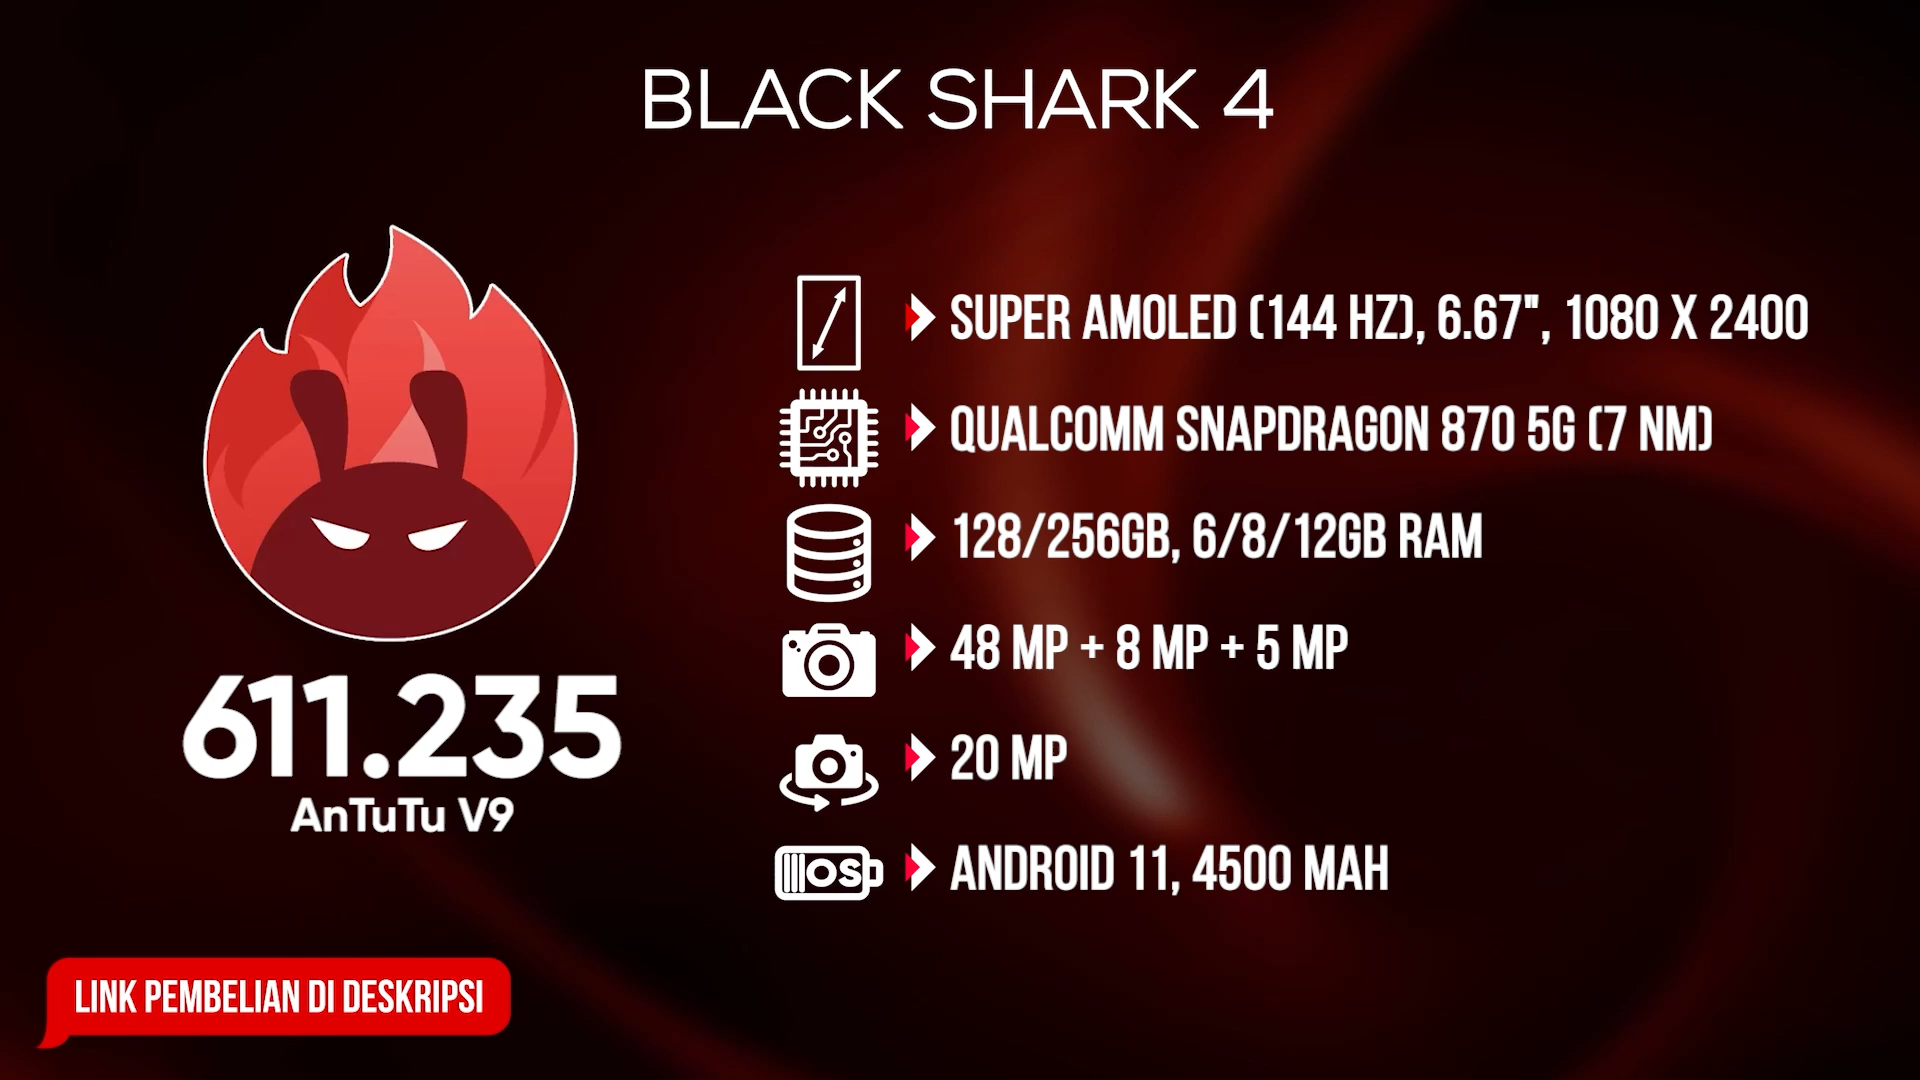 BLACK SHARK 4
611.235
AnTuTu V9
SUPER AMOLED (144 HZ), 6.67", 1080 X 2400
QUALCOMM SNAPDRAGON 870 5G (7 NM)
128/256GB, 6/8/12GB RAM
48 MP + 8 MP + 5 MP
20 MP
OS
ANDROID 11, 4500 MAH
LINK PEMBELIAN DI DESKRIPSI